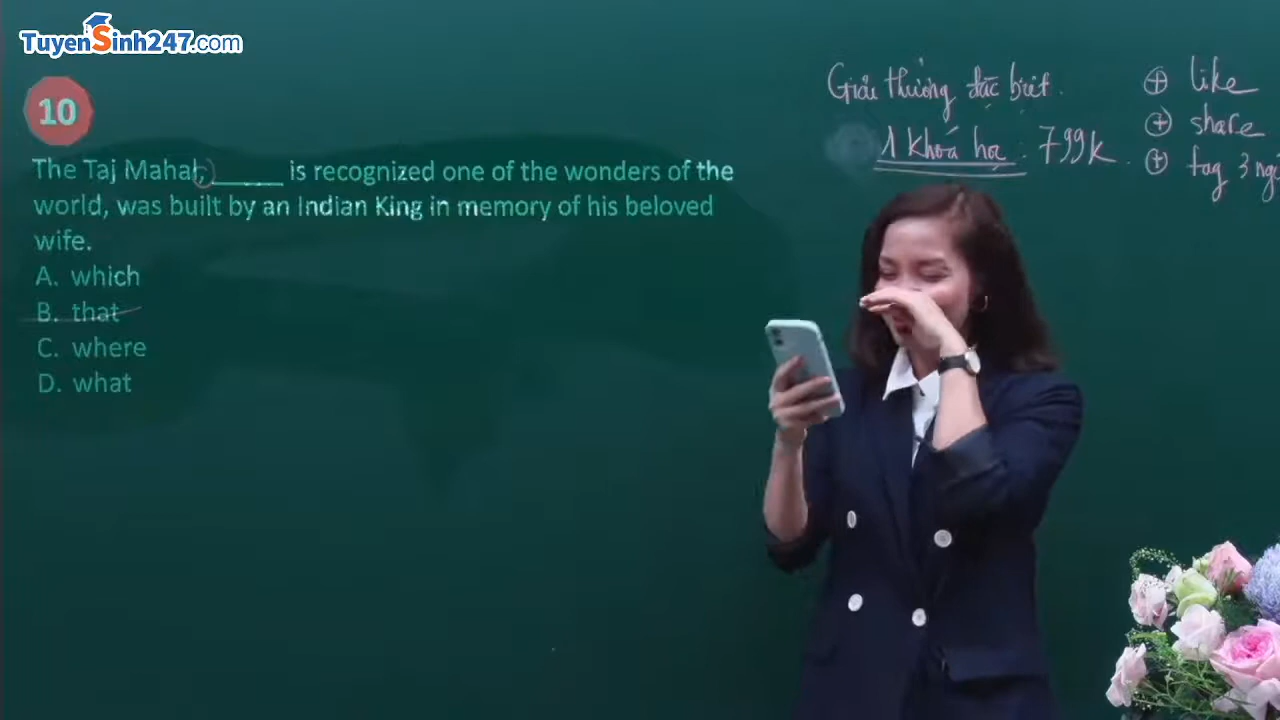 TuyenSinh247.com
10
The Taj Mahal, ______ is recognized one of the wonders of the
world, was built by an Indian King in memory of his beloved
wife.
A. which
B. that
C. where
D. what
Giải thưởng đặc biệt.
1 khoá học : 799k.
+ like
+ share
+ tag 3